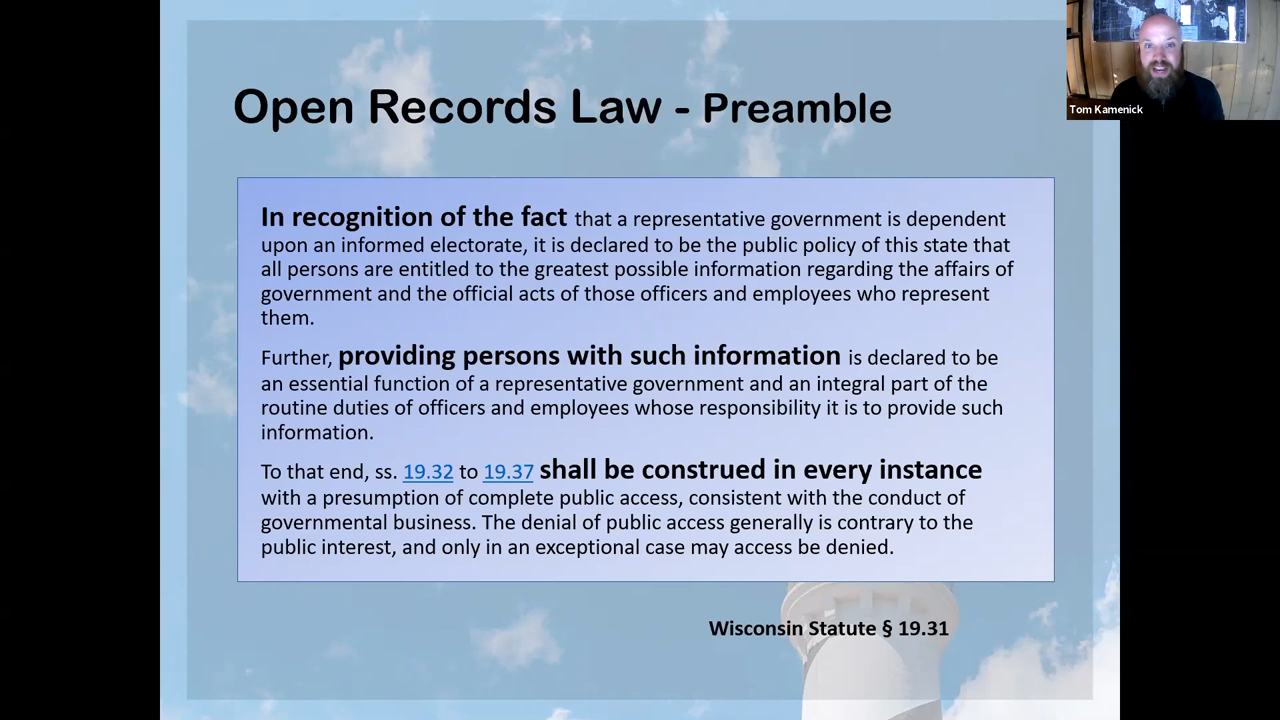 Open Records Law - Preamble
Tom Kamenick
In recognition of the fact that a representative government is dependent
upon an informed electorate, it is declared to be the public policy of this state that
all persons are entitled to the greatest possible information regarding the affairs of
government and the official acts of those officers and employees who represent
them.
Further, providing persons with such information is declared to be
an essential function of a representative government and an integral part of the
routine duties of officers and employees whose responsibility it is to provide such
information.
To that end, ss. 19.32 to 19.37 shall be construed in every instance
with a presumption of complete public access, consistent with the conduct of
governmental business. The denial of public access generally is contrary to the
public interest, and only in an exceptional case may access be denied.
Wisconsin Statute § 19.31